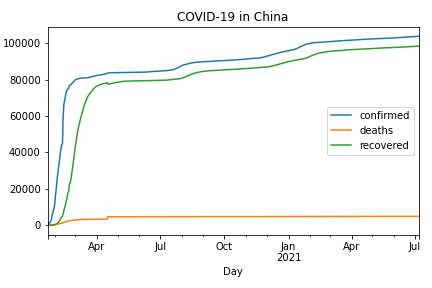 COVID-19 in China
100000
80000
60000
40000
20000
0
confirmed
deaths
recovered
Apr
Jul
Oct
Jan
2021
Apr
Jul
Day